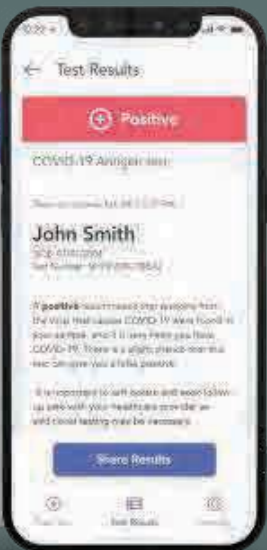 Test Results
Positive
COVID-19 Antigen test
John Smith
Test Number
A positive result means that proteins from
the virus that causes COVID-19 were found in
your sample, and it is very likely you have
COVID-19. There is a slight chance that this
test can give you a false positive.
It is important to self-isolate and
up care with your healthcare provider as
additional testing may be necessary.
Share Results
Test Results